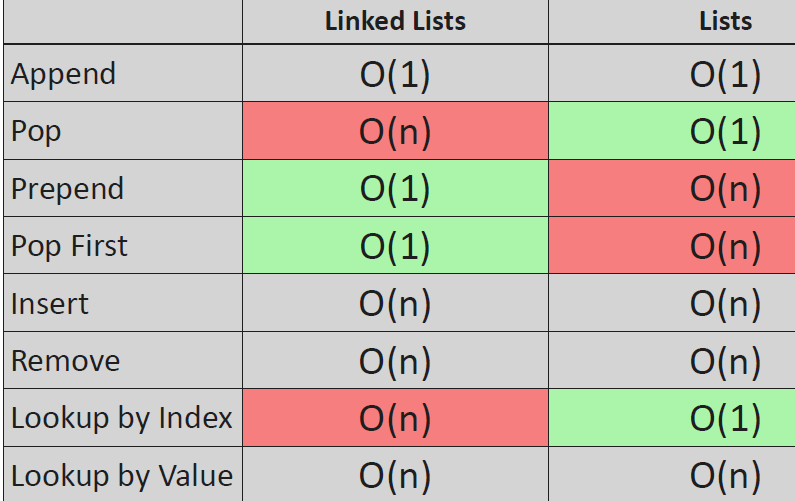 Linked Lists Lists
Append O(1) O(1)
Pop O(n) O(1)
Prepend O(1) O(n)
Pop First O(1) O(n)
Insert O(n) O(n)
Remove O(n) O(n)
Lookup by Index O(n) O(1)
Lookup by Value O(n) O(n)